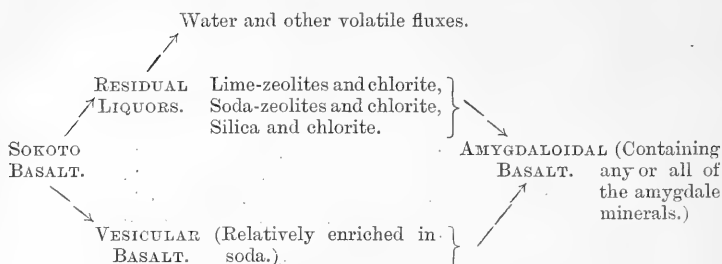 Water and other volatile fluxes.
RESIDUAL Lime-zeolites and chlorite,
LIQUORS. Soda-zeolites and chlorite,
Silica and chlorite.
SOKOTO AMYGDALOIDAL (Containing
BASALT. BASALT. any or all of
the amygdale
minerals.)
VESICULAR (Relatively enriched in
BASALT. soda.)